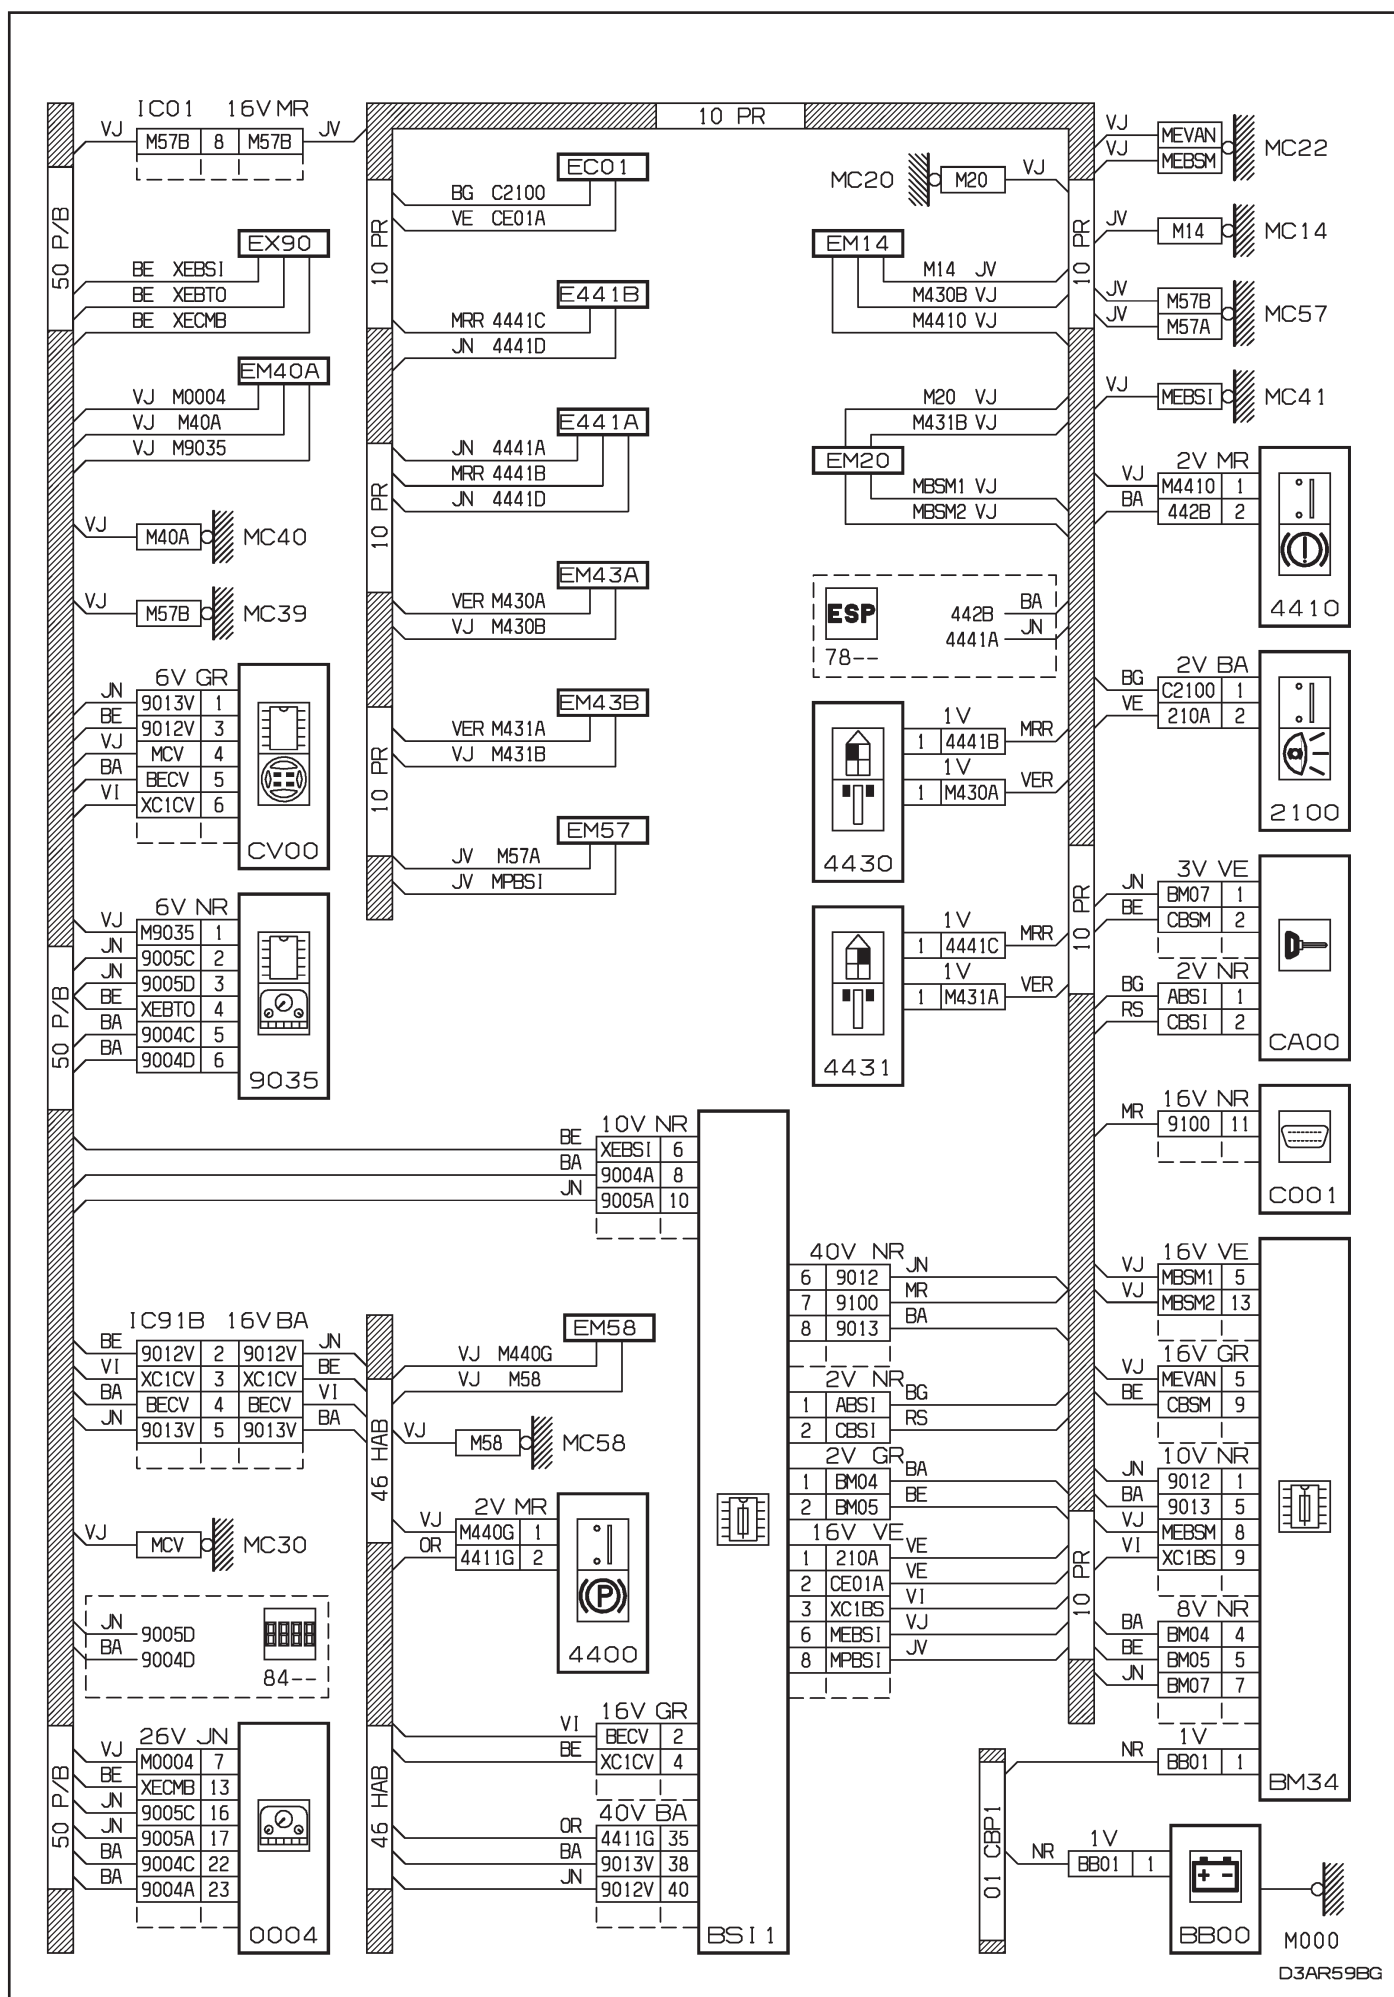 IC01 16V MR
VJ M57B 8 M57B JV
50 P/B
EX90
BE XEBSI
BE XEBTO
BE XECMB
EM40A
VJ M0004
VJ M40A
VJ M9035
VJ M40A MC40
VJ M57B MC39
6V GR
JN 9013V 1
BE 9012V 3
VJ MCV 4
BA BECV 5
VI XC1CV 6
CV00
6V NR
VJ M9035 1
JN 9005C 2
JN 9005D 3
BE XEBTO 4
BA 9004C 5
BA 9004D 6
9035
50 P/B
IC91B 16V BA
BE 9012V 2 9012V JN
VI XC1CV 3 XC1CV BE
BA BECV 4 BECV VI
JN 9013V 5 9013V BA
VJ MCV MC30
JN 9005D
BA 9004D
84--
50 P/B
26V JN
VJ M0004 7
BE XECMB 13
JN 9005C 16
JN 9005A 17
BA 9004C 22
BA 9004A 23
0004
10 PR
10 PR
EC01
BG C2100
VE CE01A
E441B
MRR 4441C
JN 4441D
E441A
JN 4441A
MRR 4441B
JN 4441D
10 PR
EM43A
VER M430A
VJ M430B
EM43B
VER M431A
VJ M431B
10 PR
EM57
JV M57A
JV MPBSI
10V NR
BE XEBSI 6
BA 9004A 8
JN 9005A 10
EM58
VJ M440G
VJ M58
46 HAB
VJ M58 MC58
2V MR
VJ M440G 1
OR 4411G 2
P
4400
46 HAB
16V GR
VI BECV 2
BE XC1CV 4
40V BA
OR 4411G 35
BA 9013V 38
JN 9012V 40
BSI1
40V NR
6 9012 JN
7 9100 MR
8 9013 BA
2V NR
1 ABSI BG
2 CBSI RS
2V GR
1 BM04 BA
2 BM05 BE
16V VE
1 210A VE
2 CE01A VE
3 XC1BS VI
6 MEBSI VJ
8 MPBSI JV
MC20 M20 VJ
EM14
M14 JV
M430B VJ
M4410 VJ
M20 VJ
M431B VJ
EM20
MBSM1 VJ
MBSM2 VJ
ESP
78--
442B BA
4441A JN
1V
1 4441B MRR
1V
1 M430A VER
4430
1V
1 4441C MRR
1V
1 M431A VER
4431
10 PR
10 PR
10 PR
VJ MEVAN
VJ MEBSM
MC22
JV M14 MC14
JV M57B
JV M57A
MC57
VJ MEBSI MC41
2V MR
VJ M4410 1
BA 442B 2
4410
2V BA
BG C2100 1
VE 210A 2
2100
3V VE
JN BM07 1
BE CBSM 2
2V NR
BG ABSI 1
RS CBSI 2
CA00
16V NR
MR 9100 11
C001
16V VE
VJ MBSM1 5
VJ MBSM2 13
16V GR
VJ MEVAN 5
BE CBSM 9
10V NR
JN 9012 1
BA 9013 5
VJ MEBSM 8
VI XC1BS 9
8V NR
BA BM04 4
BE BM05 5
JN BM07 7
1V
NR BB01 1
BM34
01 CBP1
1V
NR BB01 1
BB00
M000
D3AR59BG